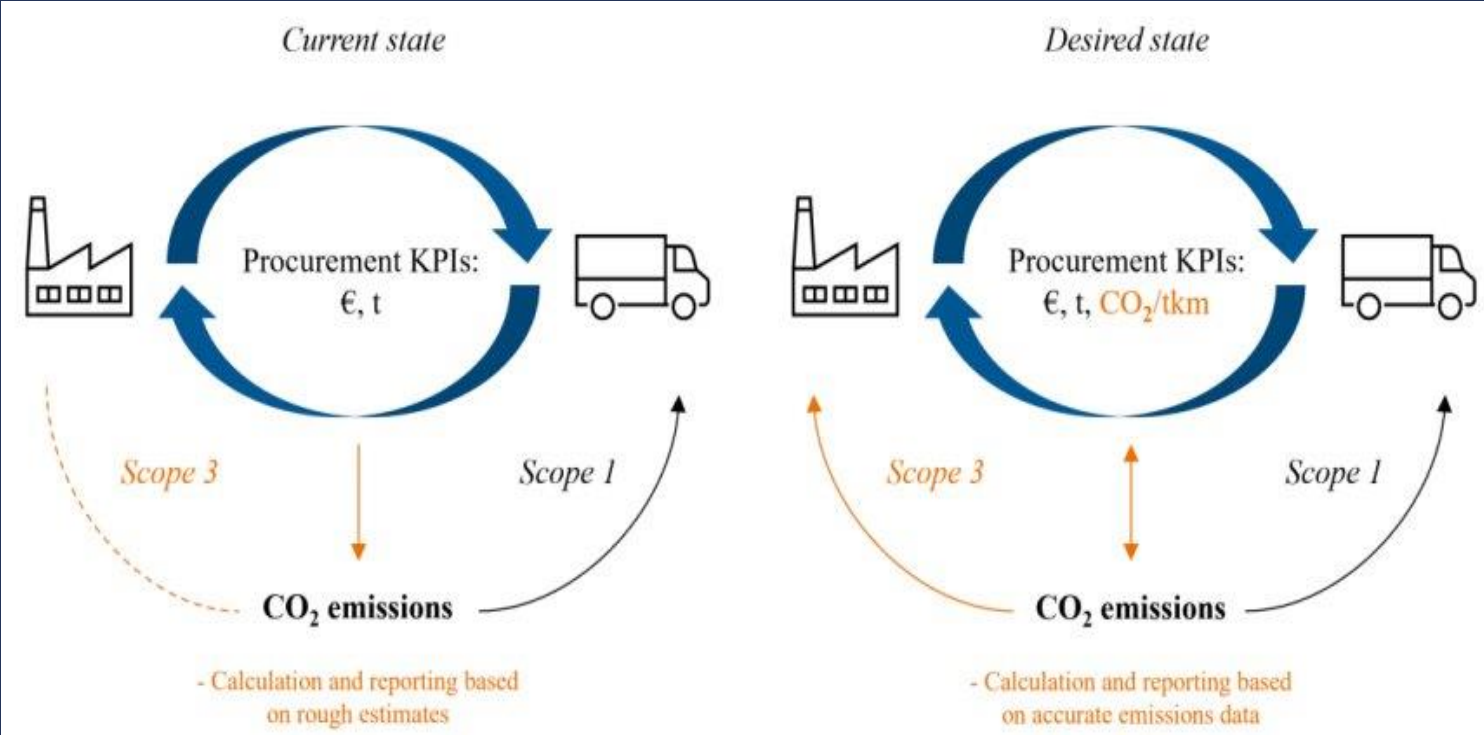 Current state
Procurement KPIs:
€, t
Scope 3
Scope 1
CO₂ emissions
- Calculation and reporting based
on rough estimates
Desired state
Procurement KPIs:
€, t, CO₂/tkm
Scope 3
Scope 1
CO₂ emissions
- Calculation and reporting based
on accurate emissions data